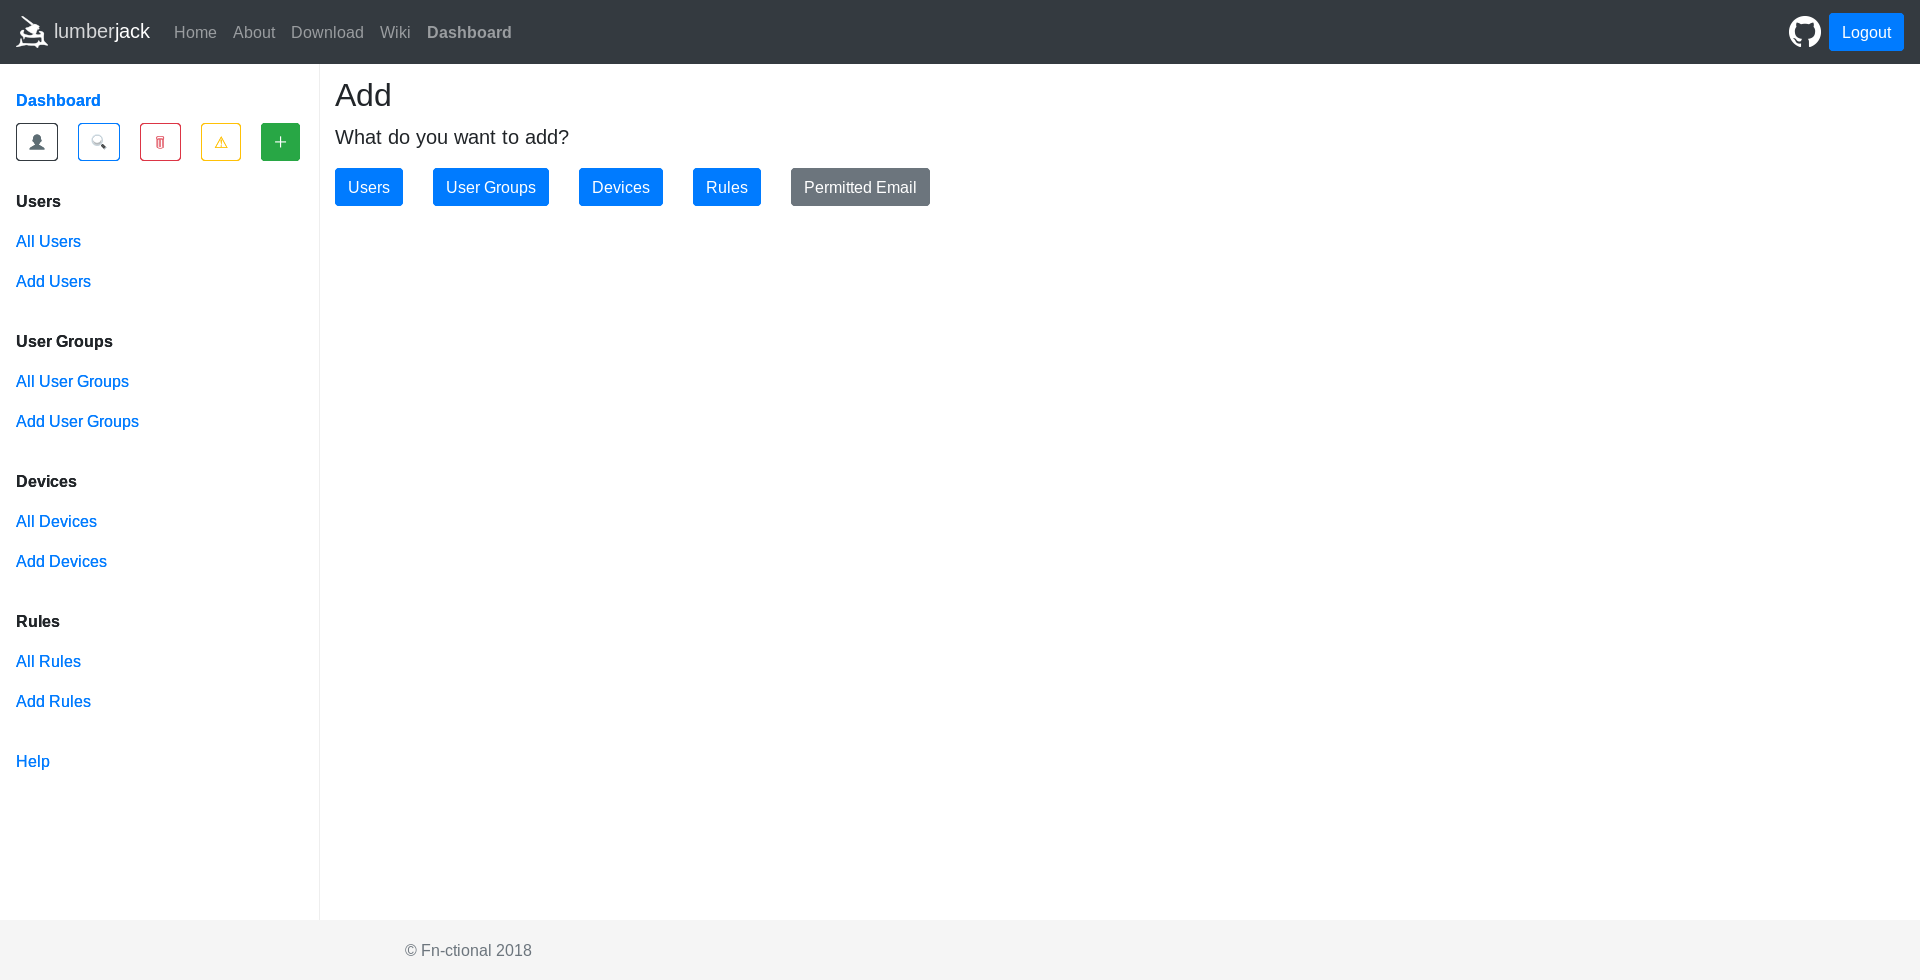 lumberjack Home About Download Wiki Dashboard Logout
Dashboard
Users
All Users
Add Users
User Groups
All User Groups
Add User Groups
Devices
All Devices
Add Devices
Rules
All Rules
Add Rules
Help
Add
What do you want to add?
Users User Groups Devices Rules Permitted Email
© Fn-ctional 2018